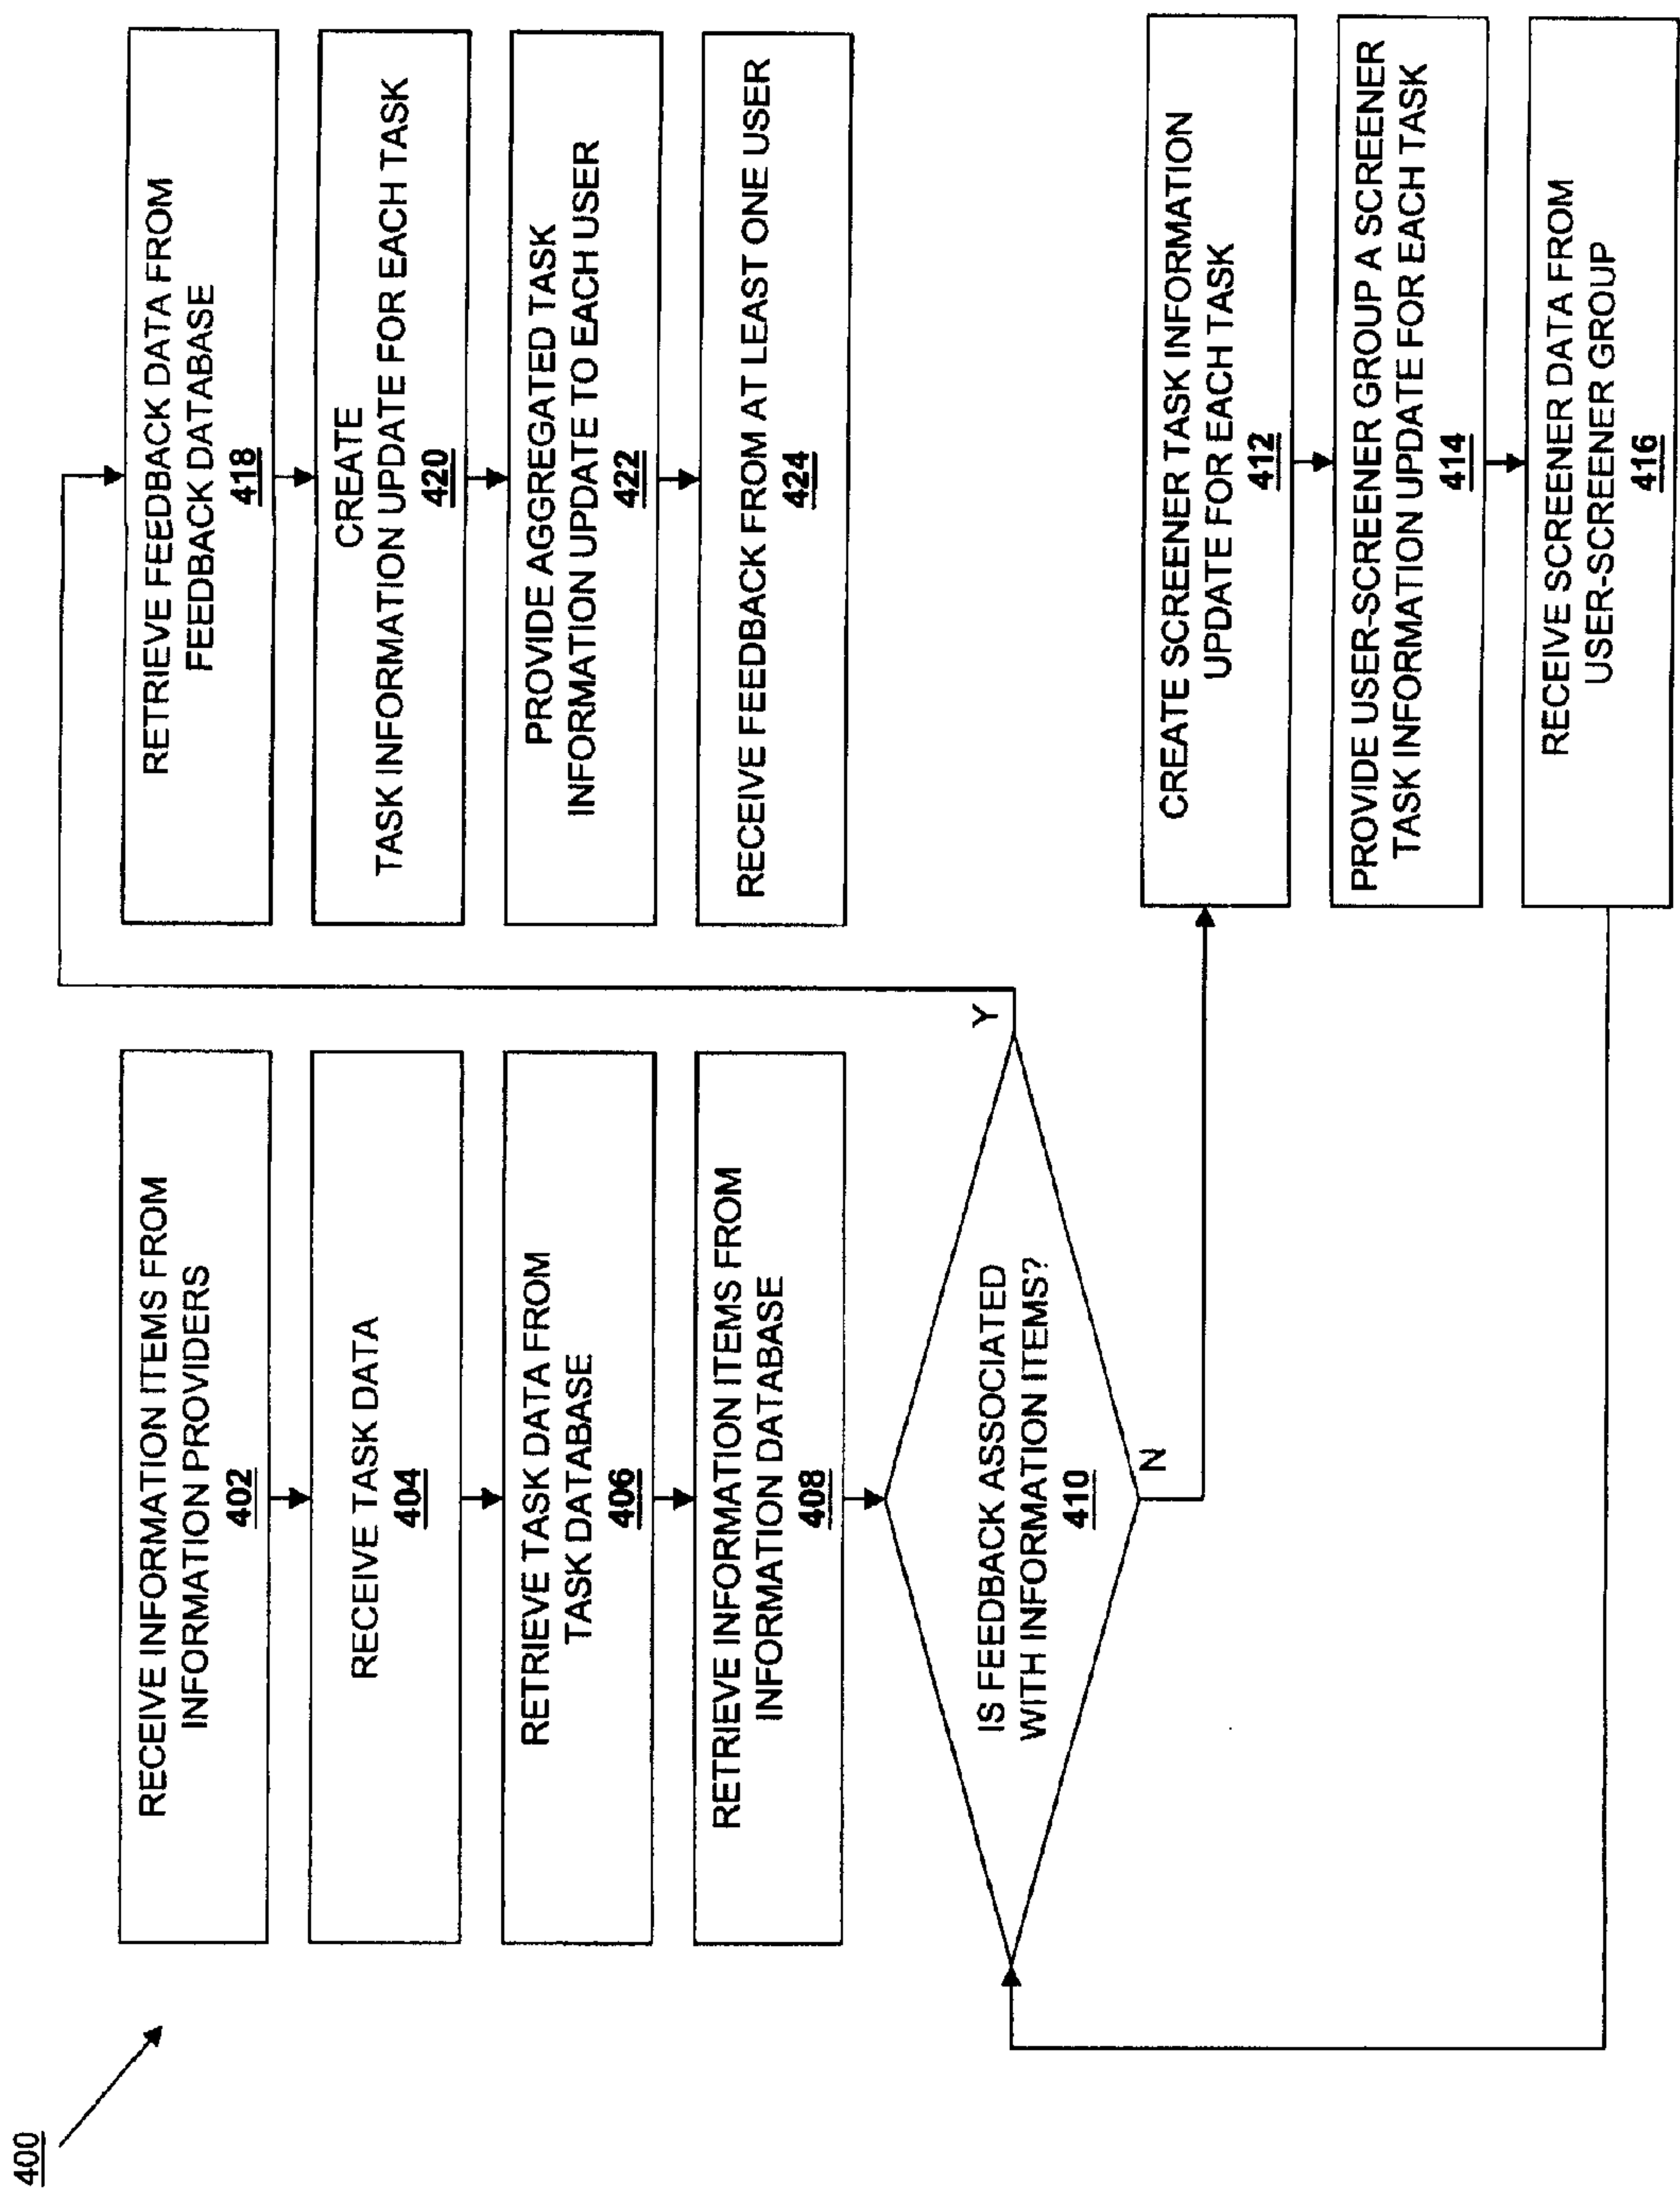 400
RECEIVE INFORMATION ITEMS FROM
INFORMATION PROVIDERS
402
RECEIVE TASK DATA
404
RETRIEVE TASK DATA FROM
TASK DATABASE
406
RETRIEVE INFORMATION ITEMS FROM
INFORMATION DATABASE
408
IS FEEDBACK ASSOCIATED
WITH INFORMATION ITEMS?
410
Y
N
CREATE SCREENER TASK INFORMATION
UPDATE FOR EACH TASK
412
PROVIDE USER-SCREENER GROUP A SCREENER
TASK INFORMATION UPDATE FOR EACH TASK
414
RECEIVE SCREENER DATA FROM
USER-SCREENER GROUP
416
RETRIEVE FEEDBACK DATA FROM
FEEDBACK DATABASE
418
CREATE
TASK INFORMATION UPDATE FOR EACH TASK
420
PROVIDE AGGREGATED TASK
INFORMATION UPDATE TO EACH USER
422
RECEIVE FEEDBACK FROM AT LEAST ONE USER
424